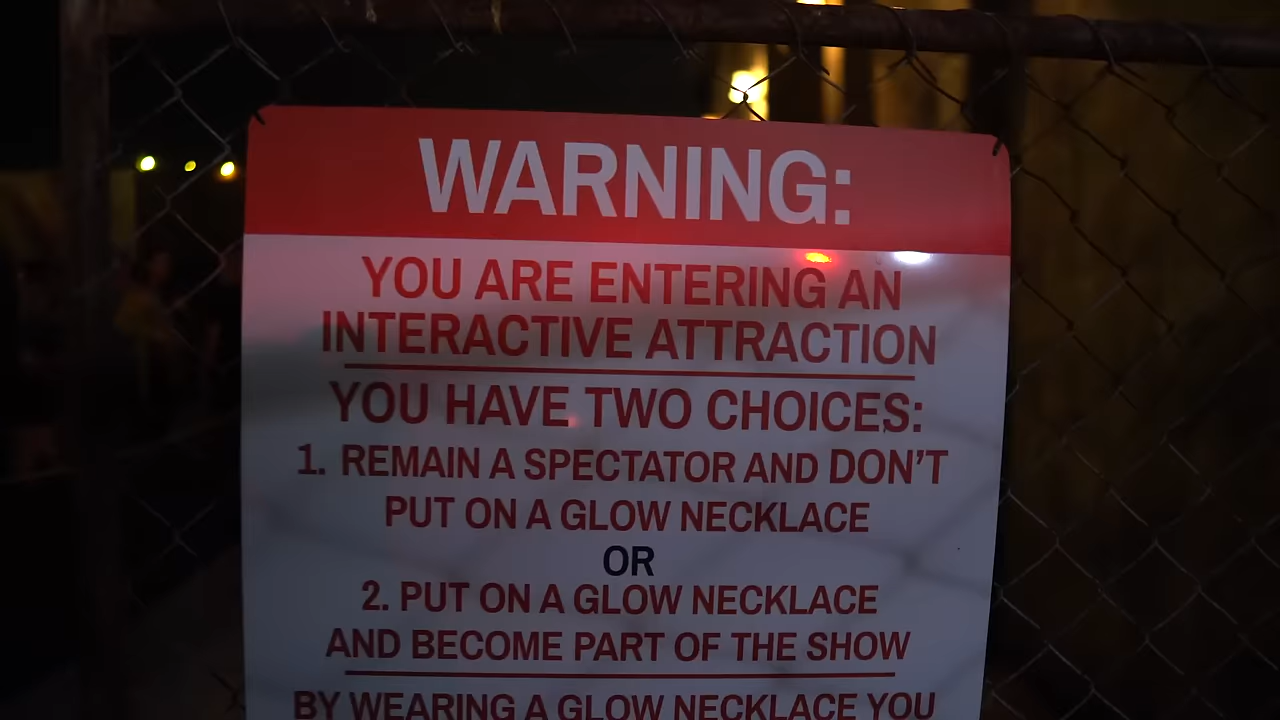 WARNING:
YOU ARE ENTERING AN
INTERACTIVE ATTRACTION
YOU HAVE TWO CHOICES:
1. REMAIN A SPECTATOR AND DON'T
PUT ON A GLOW NECKLACE
OR
2. PUT ON A GLOW NECKLACE
AND BECOME PART OF THE SHOW
BY WEARING A GLOW NECKLACE YOU